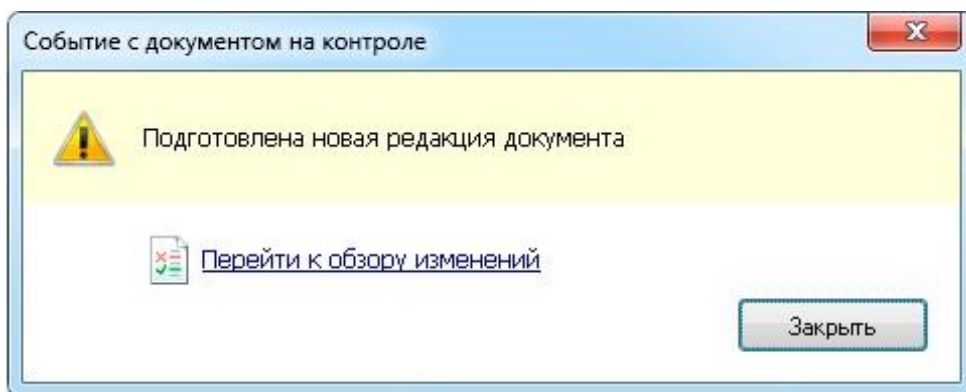 Событие с документом на контроле
Подготовлена новая редакция документа
Перейти к обзору изменений
Закрыть